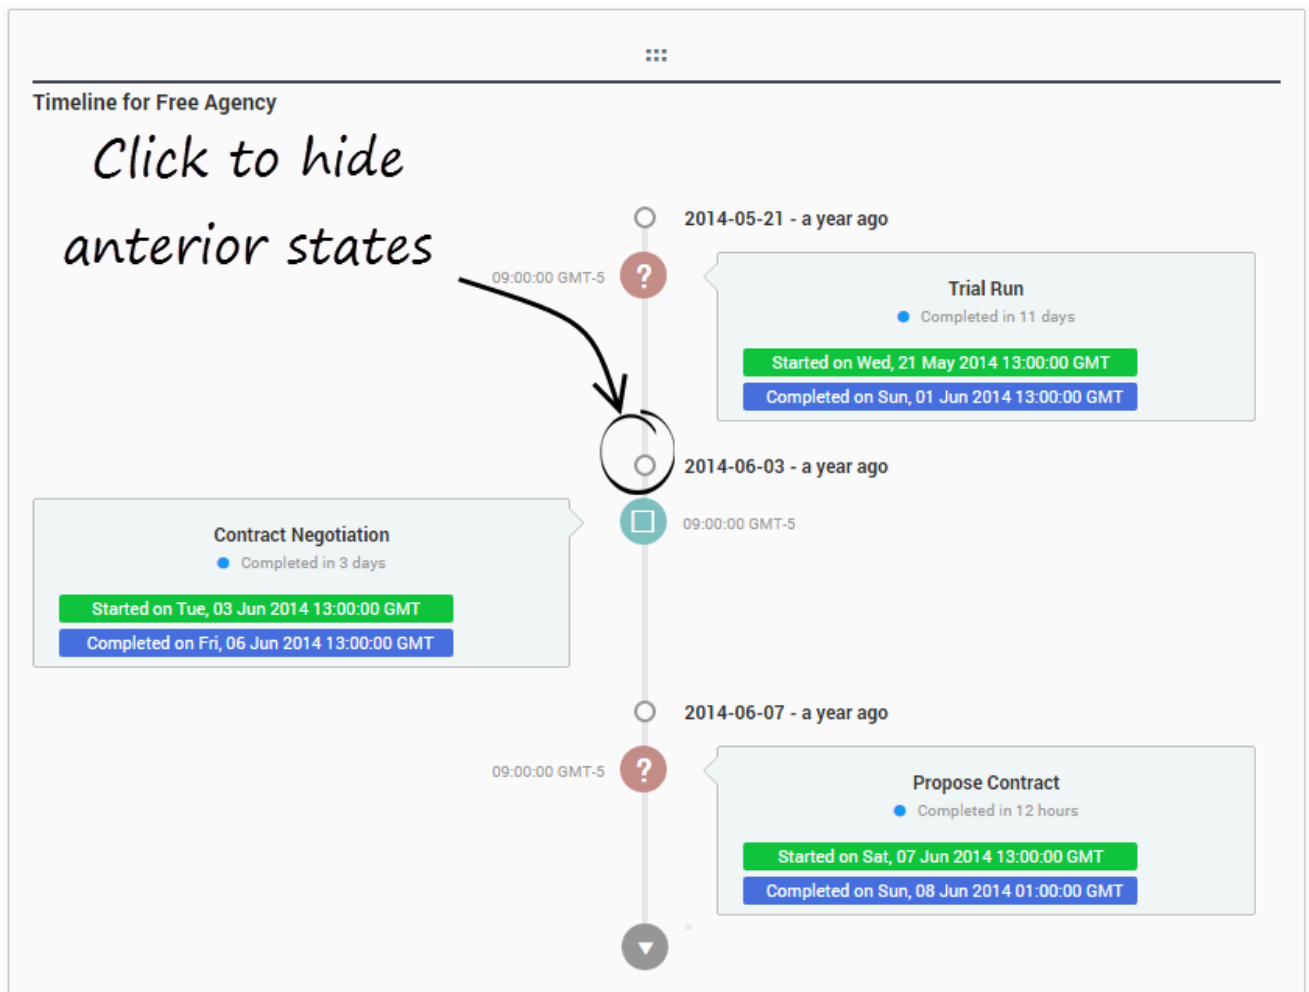 Timeline for Free Agency
Click to hide
anterior states
2014-05-21 - a year ago
09:00:00 GMT-5
?
Trial Run
Completed in 11 days
Started on Wed, 21 May 2014 13:00:00 GMT
Completed on Sun, 01 Jun 2014 13:00:00 GMT
2014-06-03 - a year ago
09:00:00 GMT-5
Contract Negotiation
Completed in 3 days
Started on Tue, 03 Jun 2014 13:00:00 GMT
Completed on Fri, 06 Jun 2014 13:00:00 GMT
2014-06-07 - a year ago
09:00:00 GMT-5
?
Propose Contract
Completed in 12 hours
Started on Sat, 07 Jun 2014 13:00:00 GMT
Completed on Sun, 08 Jun 2014 01:00:00 GMT